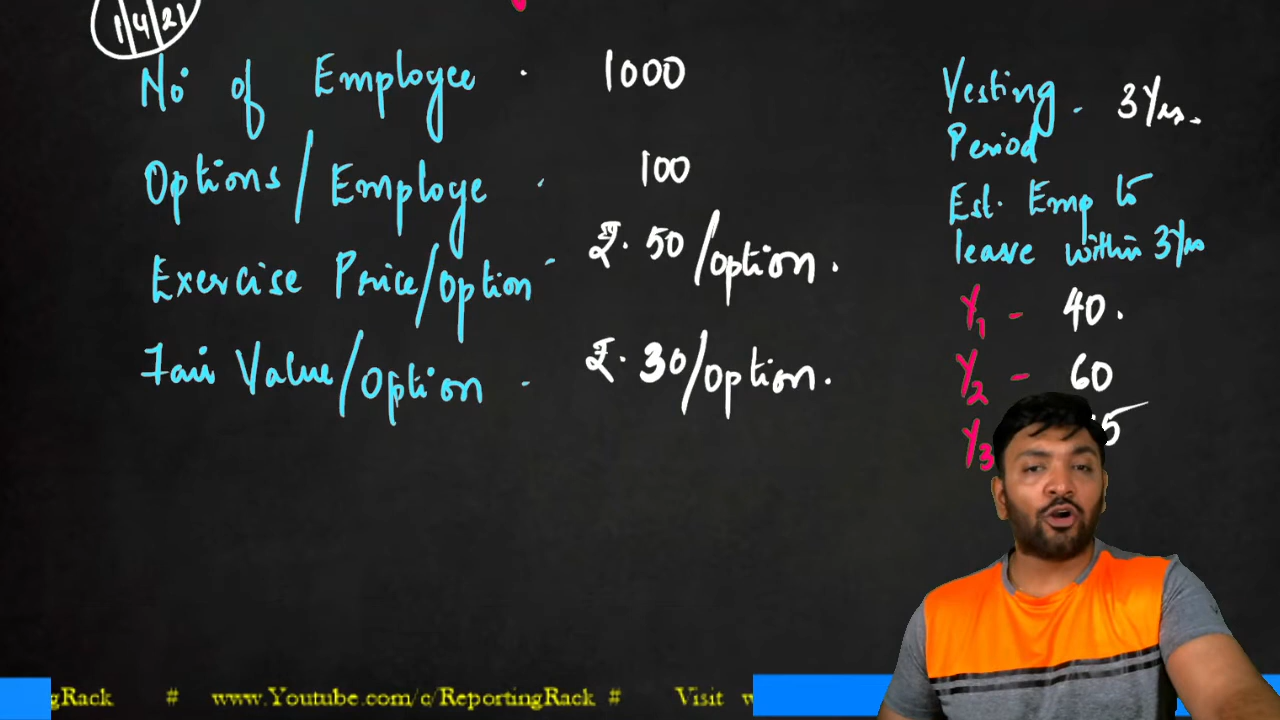 1/4/21
No of Employee . 1000
Options/Employe . 100
Exercise Price/option - ₹. 50/option.
Fair Value/Option - ₹. 30/option.
Vesting - 3 Yrs.
Period
Est. Emp to
leave within 3Yrs
Y1 - 40.
Y2 - 60
Y3
gRack # www.Youtube.com/c/ReportingRack # Visit